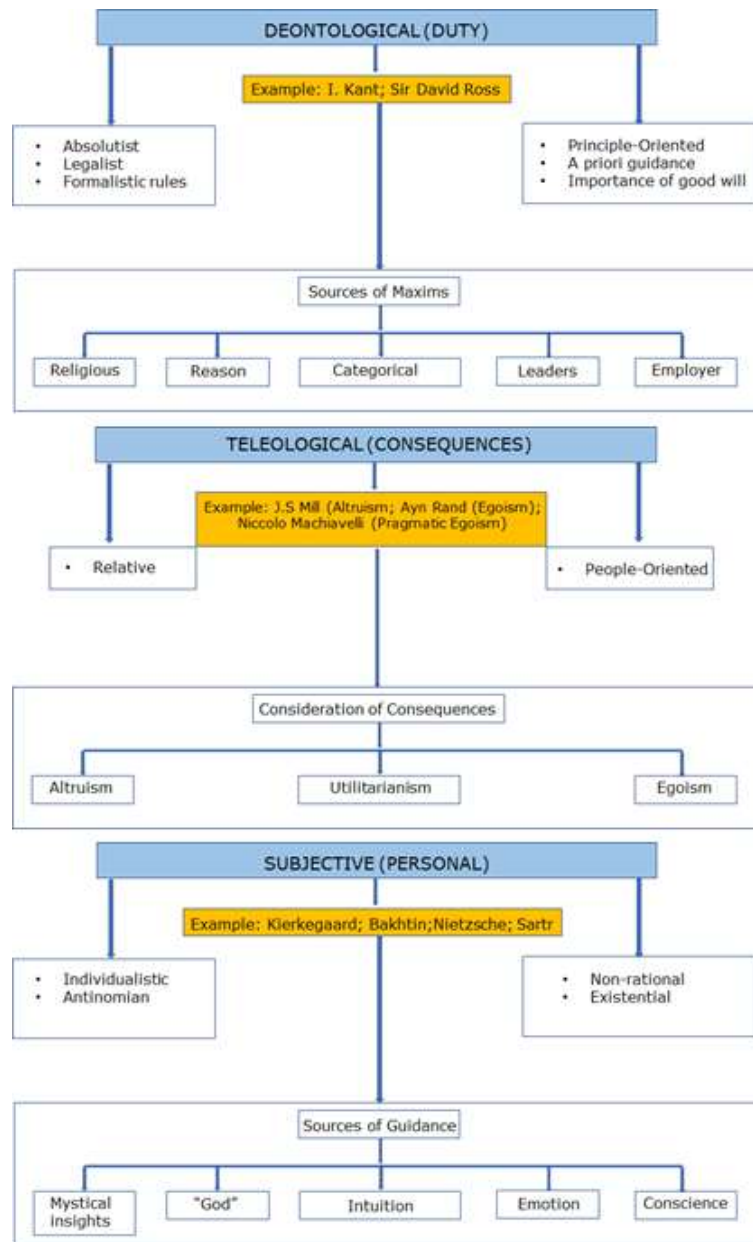 DEONTOLOGICAL (DUTY)
Example: I. Kant; Sir David Ross
• Absolutist
• Legalist
• Formalistic rules
• Principle-Oriented
• A priori guidance
• Importance of good will
Sources of Maxims
Religious
Reason
Categorical
Leaders
Employer
TELEOLOGICAL (CONSEQUENCES)
Example: J.S Mill (Altruism; Ayn Rand (Egoism);
Niccolo Machiavelli (Pragmatic Egoism)
• Relative
• People-Oriented
Consideration of Consequences
Altruism
Utilitarianism
Egoism
SUBJECTIVE (PERSONAL)
Example: Kierkegaard; Bakhtin;Nietzsche; Sartr
• Individualistic
• Antinomian
• Non-rational
• Existential
Sources of Guidance
Mystical
insights
"God"
Intuition
Emotion
Conscience